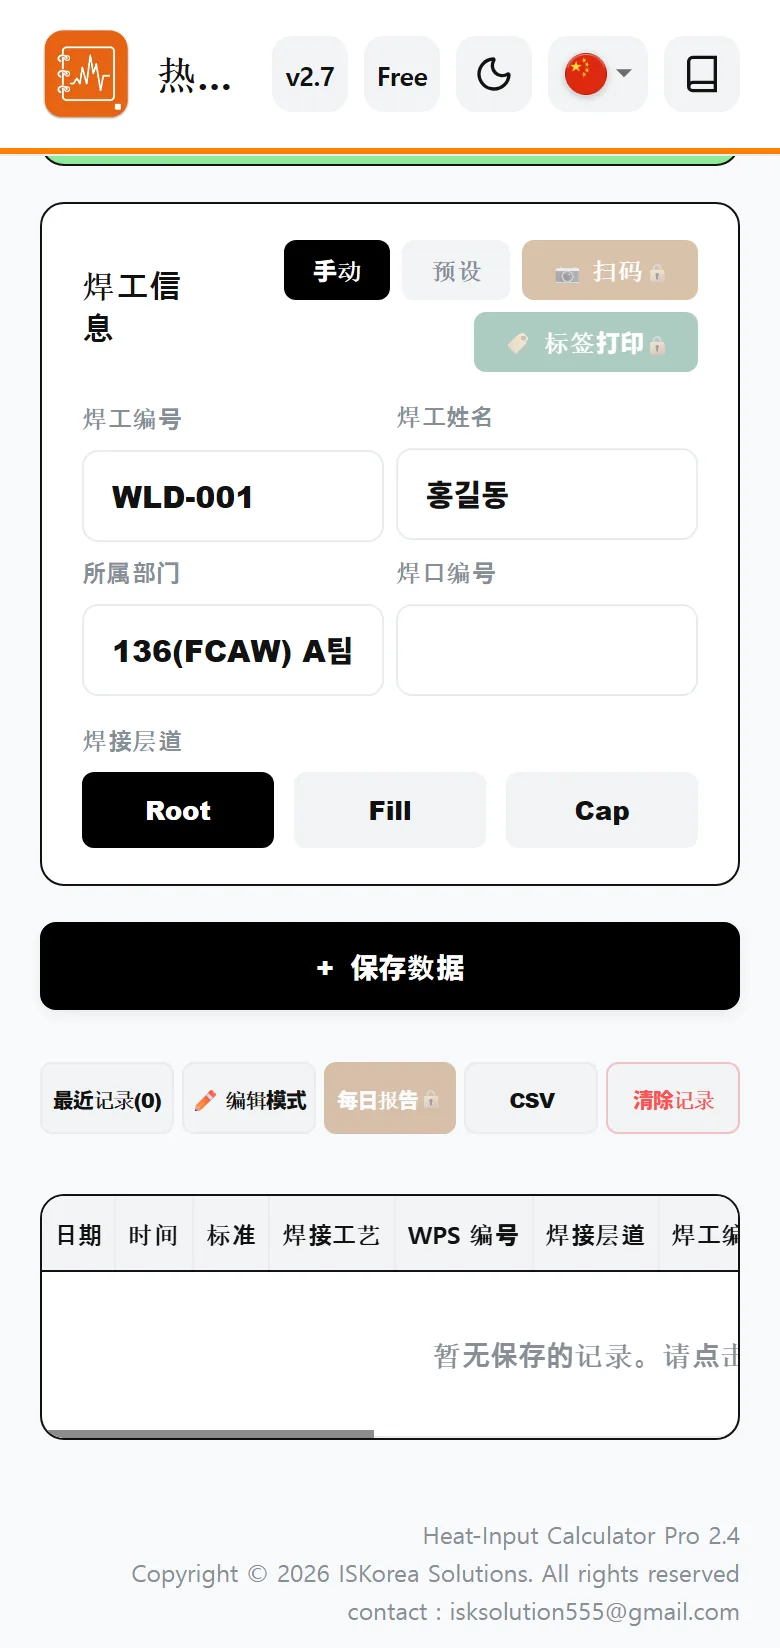 热... v2.7 Free
焊工信息
手动 预设 扫码
标签打印
焊工编号 焊工姓名
WLD-001 홍길동
所属部门 焊口编号
136(FCAW) A팀
焊接层道
Root Fill Cap
+ 保存数据
最近记录(0) 编辑模式 每日报告 CSV 清除记录
日期 时间 标准 焊接工艺 WPS 编号 焊接层道 焊工编
暂无保存的记录。请点击
Heat-Input Calculator Pro 2.4
Copyright © 2026 ISKorea Solutions. All rights reserved
contact : isksolution555@gmail.com